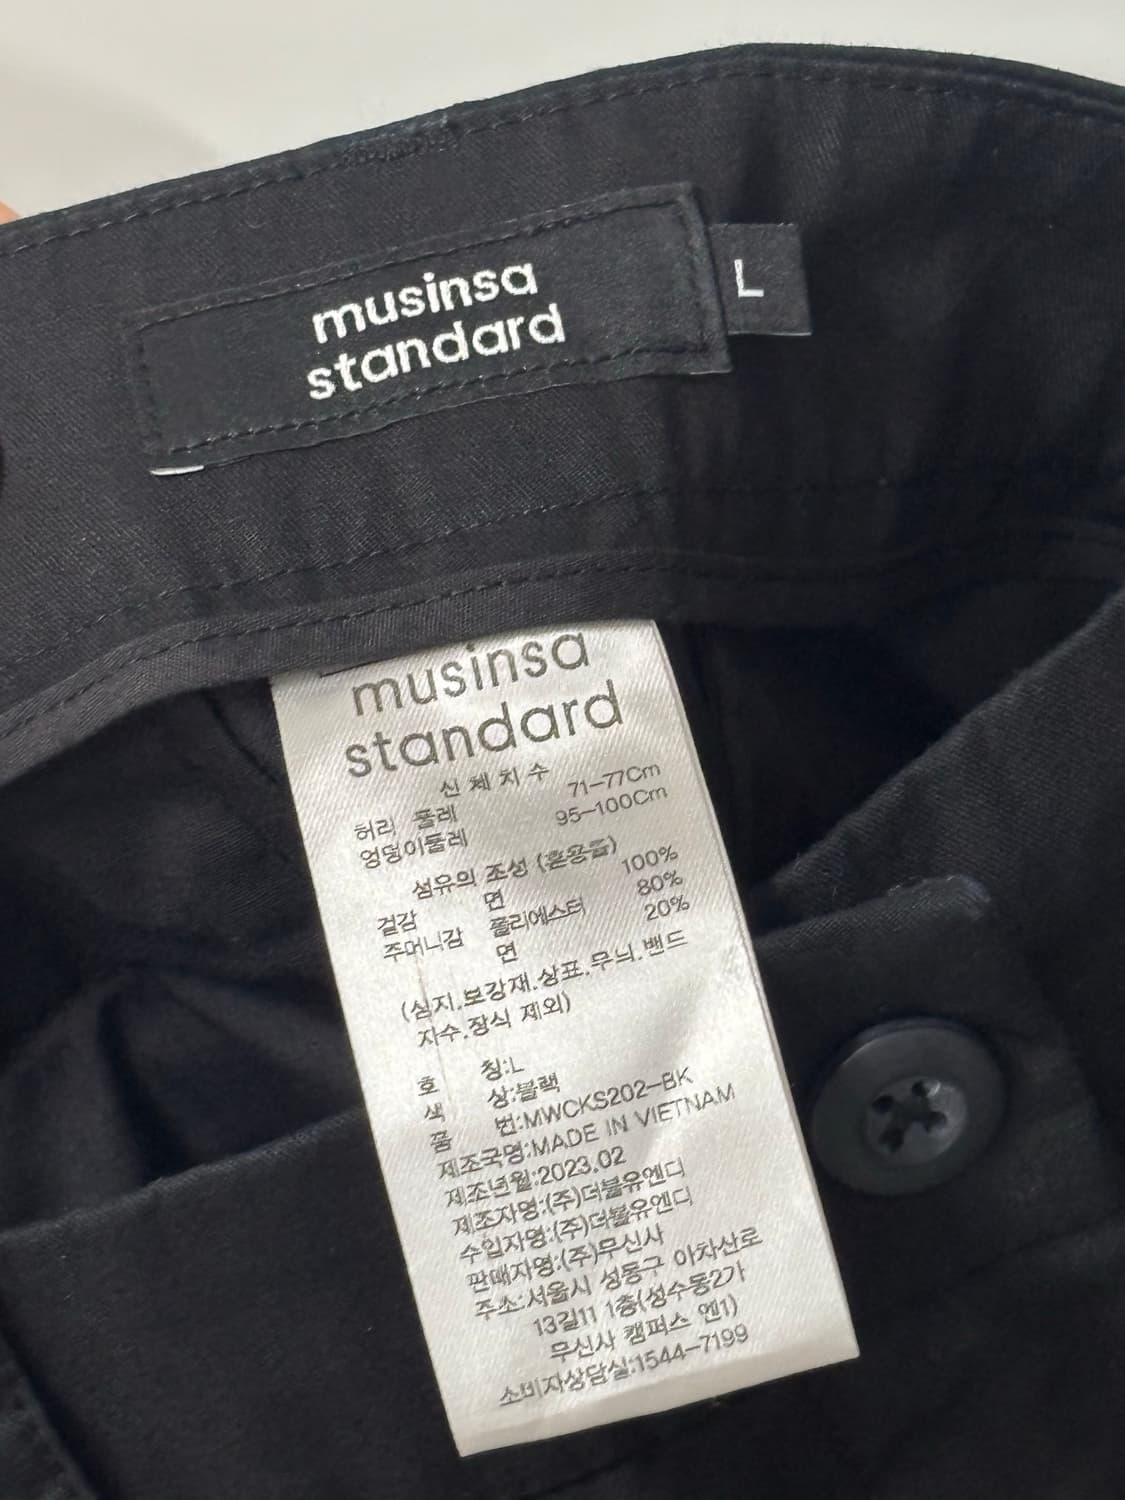 musinsa
standard
L
musinsa
standard
신체치수
허리 둘레 71-77Cm
엉덩이둘레 95-100Cm
섬유의 조성 (혼용율)
겉감 면 100%
주머니감 폴리에스터 80%
면 20%
(심지.보강재.상표.무늬.밴드
자수.장식 제외)
호 칭:L
색 상:블랙
품 번:MWCKS202-BK
제조국명:MADE IN VIETNAM
제조년월:2023.02
제조자명:(주)더블유엔디
수입자명:(주)더블유엔디
판매자명:(주)무신사
주소:서울시 성동구 아차산로
13길11 1층(성수동2가
무신사 캠퍼스 엔1)
소비자상담실:1544-7199